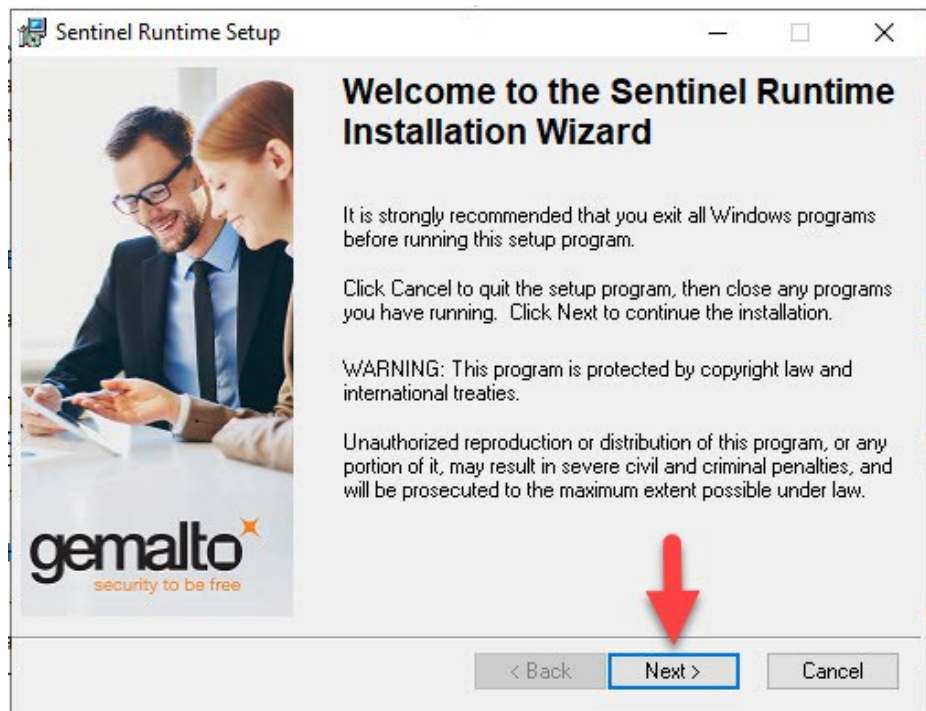 Sentinel Runtime Setup
Welcome to the Sentinel Runtime
Installation Wizard
It is strongly recommended that you exit all Windows programs
before running this setup program.
Click Cancel to quit the setup program, then close any programs
you have running.  Click Next to continue the installation.
WARNING: This program is protected by copyright law and
international treaties.
Unauthorized reproduction or distribution of this program, or any
portion of it, may result in severe civil and criminal penalties, and
will be prosecuted to the maximum extent possible under law.
gemalto
security to be free
< Back
Next >
Cancel